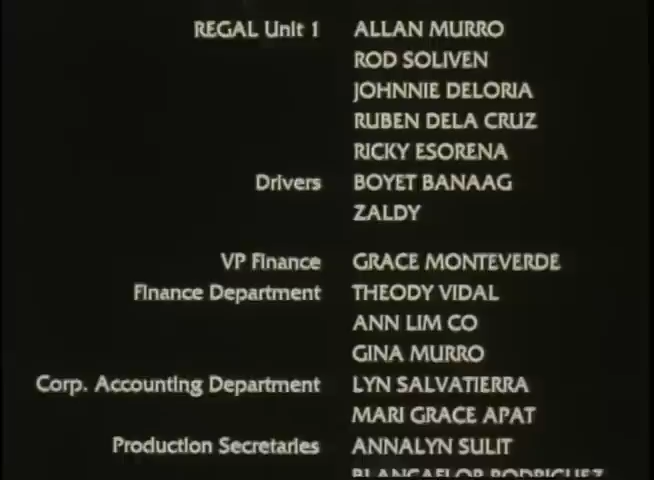 REGAL Unit 1 ALLAN MURRO
ROD SOLIVEN
JOHNNIE DELORIA
RUBEN DELA CRUZ
RICKY ESORENA
Drivers BOYET BANAAG
ZALDY
VP Finance GRACE MONTEVERDE
Finance Department THEODY VIDAL
ANN LIM CO
GINA MURRO
Corp. Accounting Department LYN SALVATIERRA
MARI GRACE APAT
Production Secretaries ANNALYN SULIT
BLANCAFLOR RODRIGUEZ